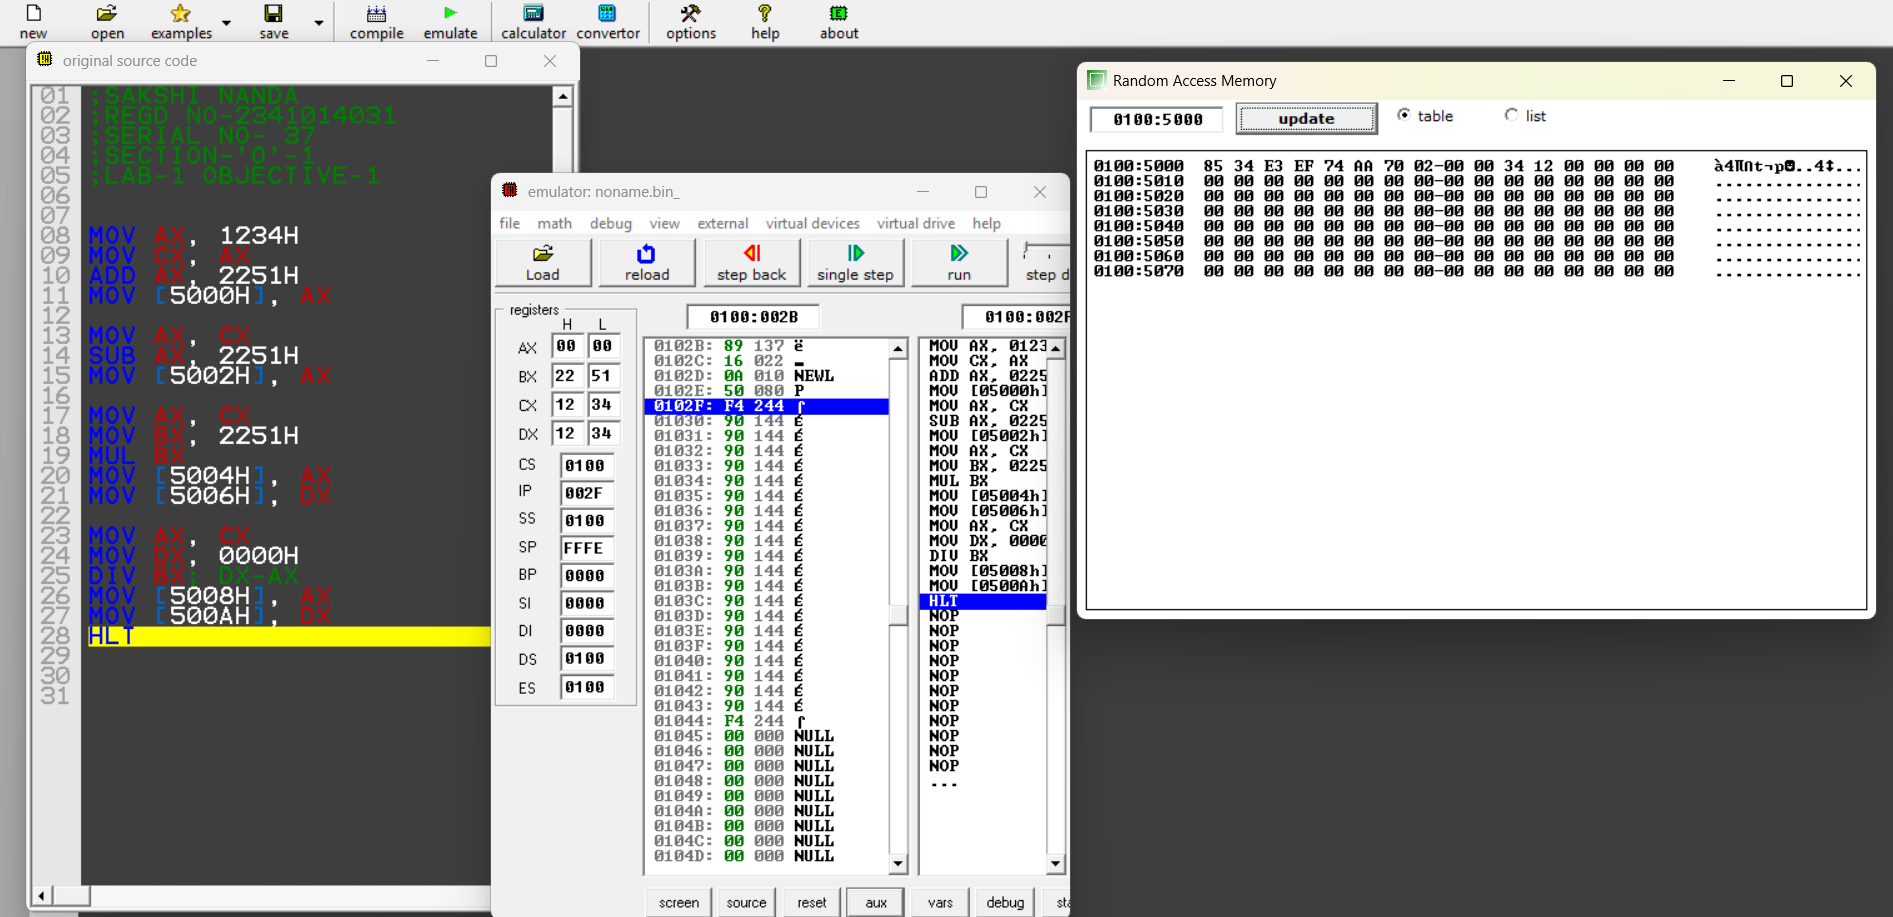 new open examples save compile emulate calculator convertor options help about
original source code
01 ;SAKSHI NANDA
02 ;REGD NO-2341014031
03 ;SERIAL NO- 37
04 ;SECTION-'O'-1
05 ;LAB-1 OBJECTIVE-1
06
07
08 MOV AX, 1234H
09 MOV CX, AX
10 ADD AX, 2251H
11 MOV [5000H], AX
12
13 MOV AX, CX
14 SUB AX, 2251H
15 MOV [5002H], AX
16
17 MOV AX, CX
18 MOV BX, 2251H
19 MUL BX
20 MOV [5004H], AX
21 MOV [5006H], DX
22
23 MOV AX, CX
24 MOV DX, 0000H
25 DIV BX; DX-AX
26 MOV [5008H], AX
27 MOV [500AH], DX
28 HLT
29
30
31
emulator: noname.bin_
file math debug view external virtual devices virtual drive help
Load reload step back single step run step d
registers
H L
AX 00 00
BX 22 51
CX 12 34
DX 12 34
CS 0100
IP 002F
SS 0100
SP FFFE
BP 0000
SI 0000
DI 0000
DS 0100
ES 0100
0100:002B
0102B: 89 137 ë
0102C: 16 022 ▬
0102D: 0A 010 NEWL
0102E: 50 080 P
0102F: F4 244 ⌠
01030: 90 144 É
01031: 90 144 É
01032: 90 144 É
01033: 90 144 É
01034: 90 144 É
01035: 90 144 É
01036: 90 144 É
01037: 90 144 É
01038: 90 144 É
01039: 90 144 É
0103A: 90 144 É
0103B: 90 144 É
0103C: 90 144 É
0103D: 90 144 É
0103E: 90 144 É
0103F: 90 144 É
01040: 90 144 É
01041: 90 144 É
01042: 90 144 É
01043: 90 144 É
01044: F4 244 ⌠
01045: 00 000 NULL
01046: 00 000 NULL
01047: 00 000 NULL
01048: 00 000 NULL
01049: 00 000 NULL
0104A: 00 000 NULL
0104B: 00 000 NULL
0104C: 00 000 NULL
0104D: 00 000 NULL
0100:002F
MOV AX, 0123
MOV CX, AX
ADD AX, 0225
MOV [05000h]
MOV AX, CX
SUB AX, 0225
MOV [05002h]
MOV AX, CX
MOV BX, 0225
MUL BX
MOV [05004h]
MOV [05006h]
MOV AX, CX
MOV DX, 0000
DIV BX
MOV [05008h]
MOV [0500Ah]
HLT
NOP
NOP
NOP
NOP
NOP
NOP
NOP
NOP
NOP
NOP
NOP
...
screen source reset aux vars debug sta
Random Access Memory
0100:5000 update table list
0100:5000 85 34 E3 EF 74 AA 70 02-00 00 34 12 00 00 00 00 à4π∩t¬p☻..4↕....
0100:5010 00 00 00 00 00 00 00 00-00 00 00 00 00 00 00 00 ................
0100:5020 00 00 00 00 00 00 00 00-00 00 00 00 00 00 00 00 ................
0100:5030 00 00 00 00 00 00 00 00-00 00 00 00 00 00 00 00 ................
0100:5040 00 00 00 00 00 00 00 00-00 00 00 00 00 00 00 00 ................
0100:5050 00 00 00 00 00 00 00 00-00 00 00 00 00 00 00 00 ................
0100:5060 00 00 00 00 00 00 00 00-00 00 00 00 00 00 00 00 ................
0100:5070 00 00 00 00 00 00 00 00-00 00 00 00 00 00 00 00 ................